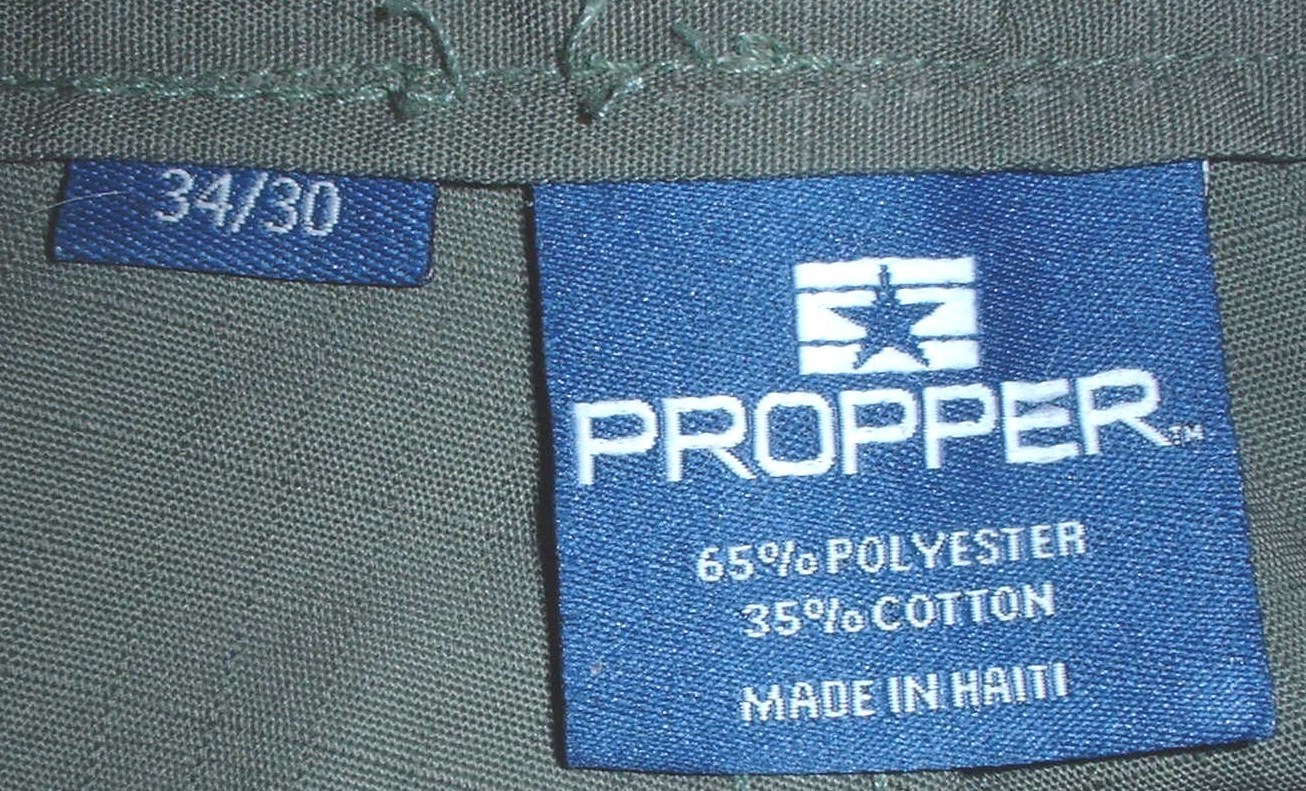 34/30
PROPPER™
65% POLYESTER
35% COTTON
MADE IN HAITI